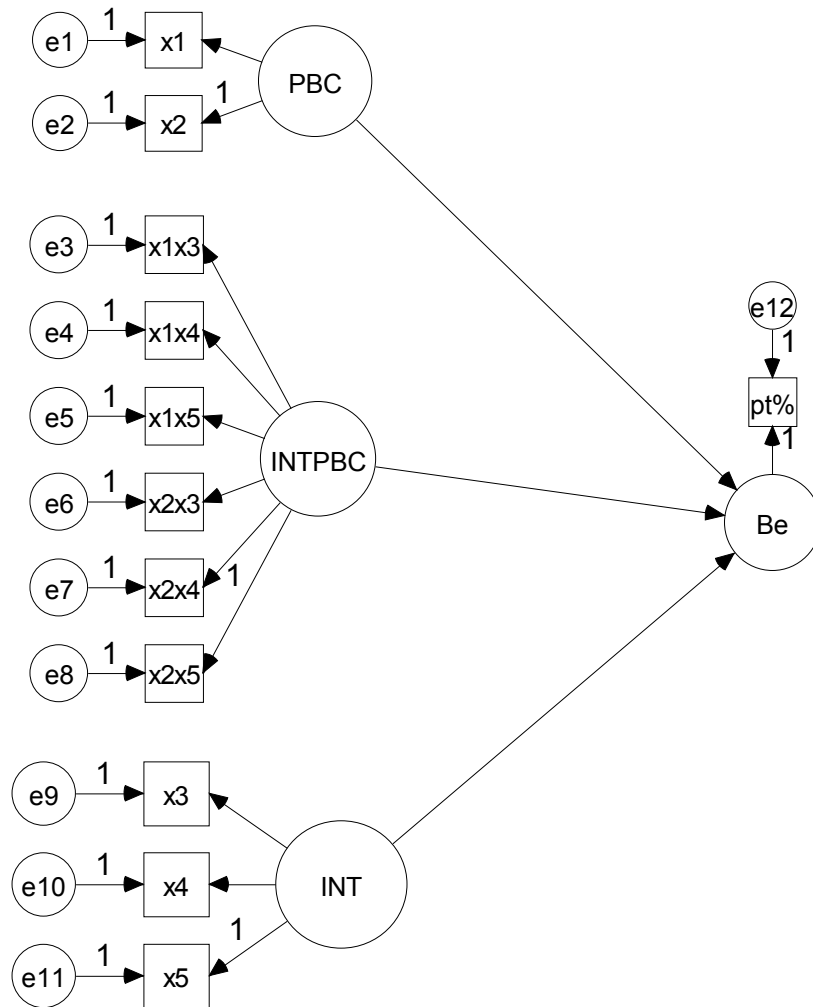 e1 1 x1
PBC
e2 1 x2 1
e3 1 x1x3
e4 1 x1x4
e5 1 x1x5
INTPBC
e6 1 x2x3
e7 1 x2x4 1
e8 1 x2x5
e12
1
pt%
1
Be
e9 1 x3
e10 1 x4
INT
e11 1 x5 1